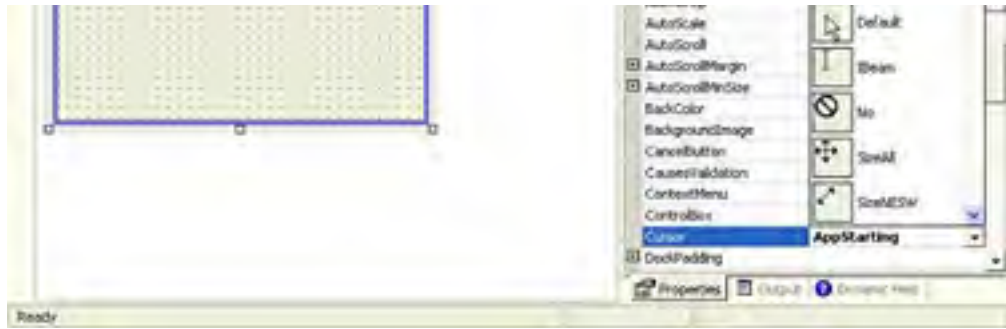 AutoScale
AutoScroll
AutoScrollMargin
AutoScrollMinSize
BackColor
BackgroundImage
CancelButton
CausesValidation
ContextMenu
ControlBox
Cursor
DockPadding
Default
IBeam
No
SizeAll
SizeNESW
AppStarting
Properties
Output
Dynamic Help
Ready